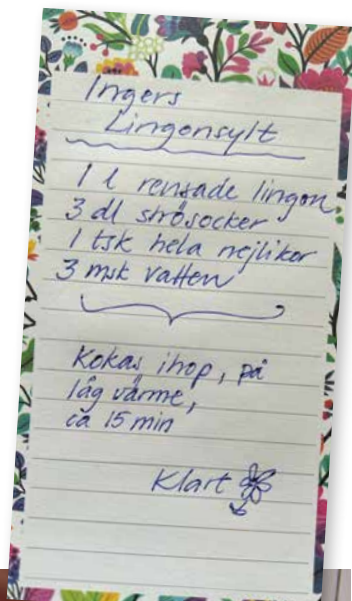 Ingers
Lingonsylt
1 l rensade lingon
3 dl strösocker
1 tsk hela nejlikor
3 msk vatten
Kokas ihop, på
låg värme,
ca 15 min
Klart